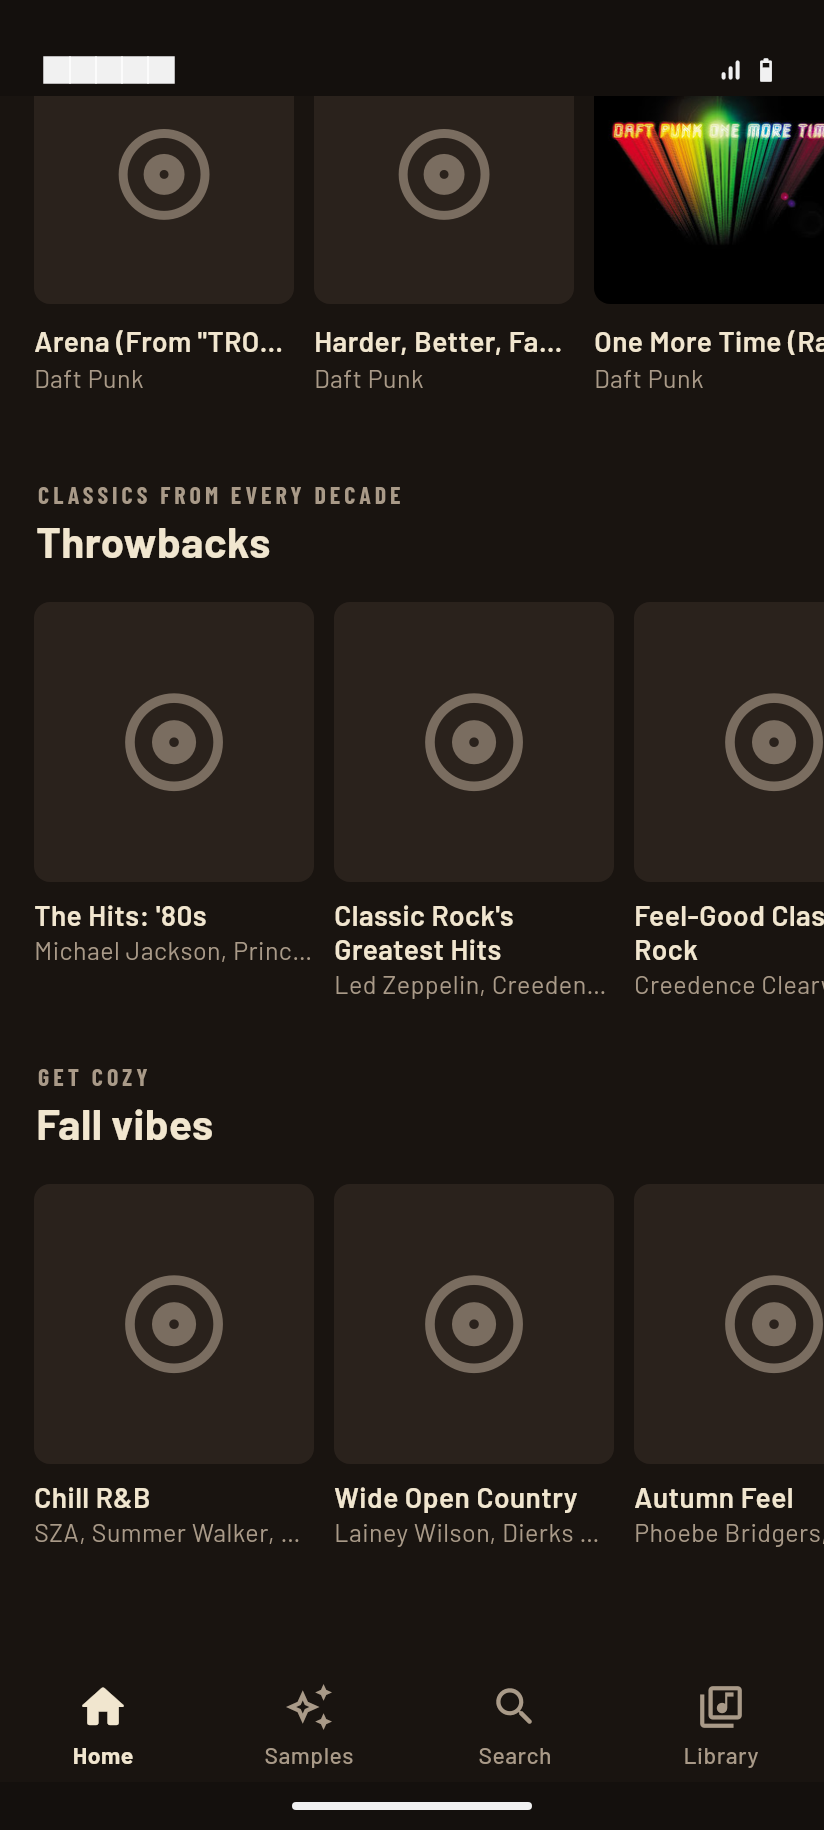 DAFT PUNK ONE MORE TIM
Arena (From "TRO...
Harder, Better, Fa...
One More Time (Ra
Daft Punk
Daft Punk
Daft Punk
CLASSICS FROM EVERY DECADE
Throwbacks
The Hits: '80s
Michael Jackson, Princ...
Classic Rock's
Greatest Hits
Led Zeppelin, Creeden...
Feel-Good Clas
Rock
Creedence Clear
GET COZY
Fall vibes
Chill R&B
SZA, Summer Walker, ...
Wide Open Country
Lainey Wilson, Dierks ...
Autumn Feel
Phoebe Bridgers,
Home
Samples
Search
Library